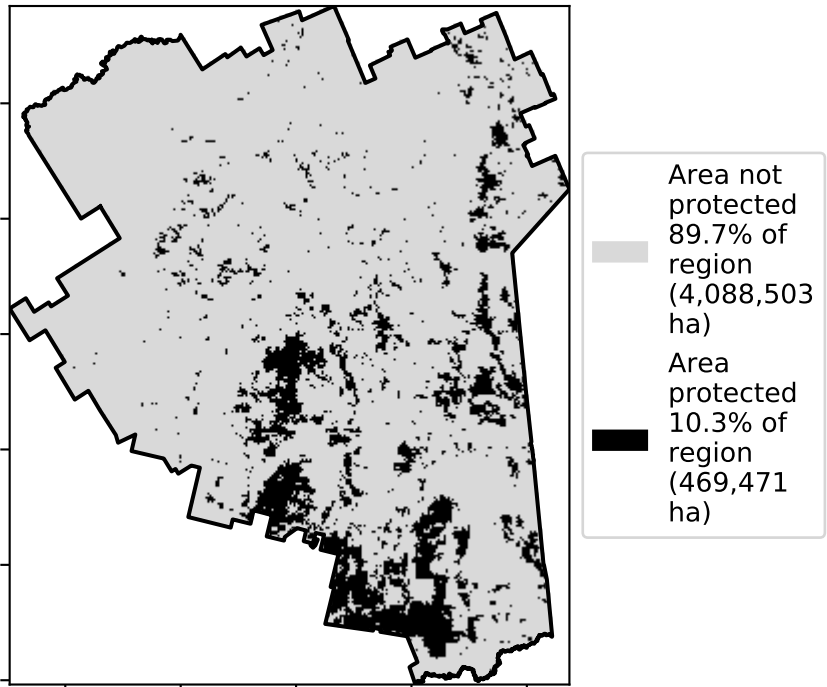 Area not
protected
89.7% of
region
(4,088,503
ha)
Area
protected
10.3% of
region
(469,471
ha)